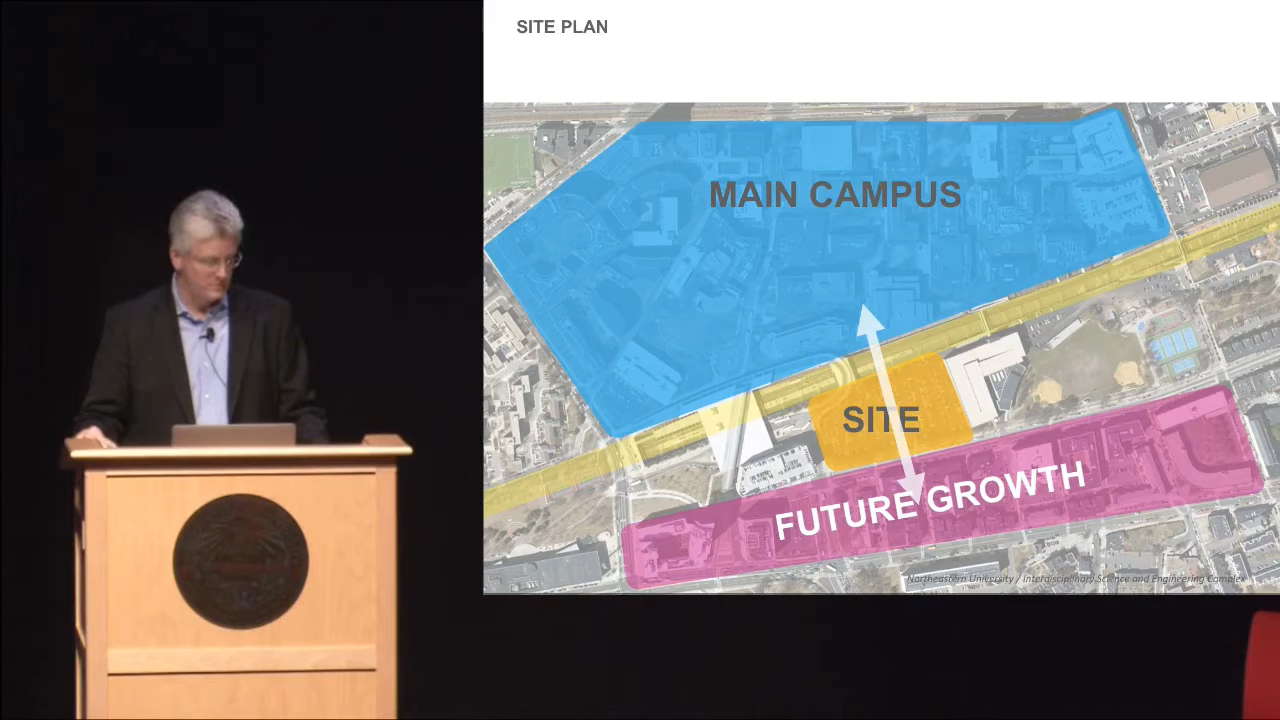 SITE PLAN
MAIN CAMPUS
SITE
FUTURE GROWTH
Northeastern University / Interdisciplinary Science and Engineering Complex